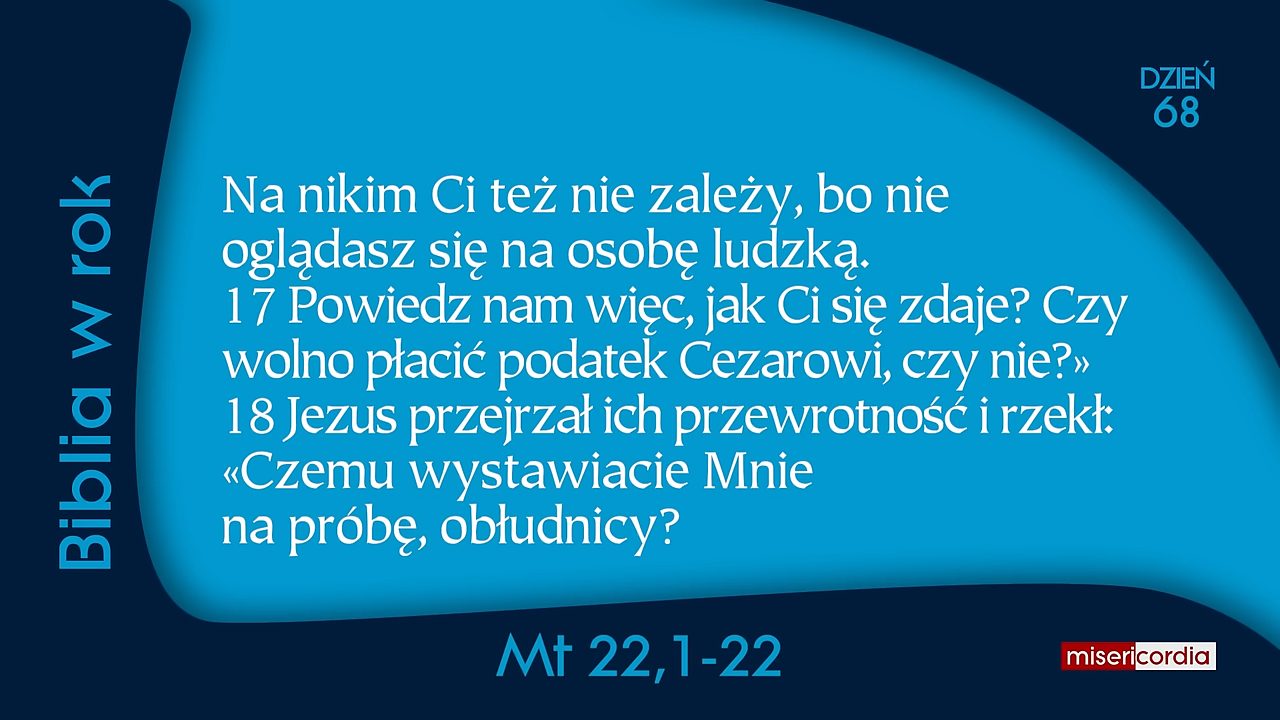 DZIEŃ
68
Biblia w rok
Na nikim Ci też nie zależy, bo nie
oglądasz się na osobę ludzką.
17 Powiedz nam więc, jak Ci się zdaje? Czy
wolno płacić podatek Cezarowi, czy nie?»
18 Jezus przejrzał ich przewrotność i rzekł:
«Czemu wystawiacie Mnie
na próbę, obłudnicy?
Mt 22,1-22
misericordia